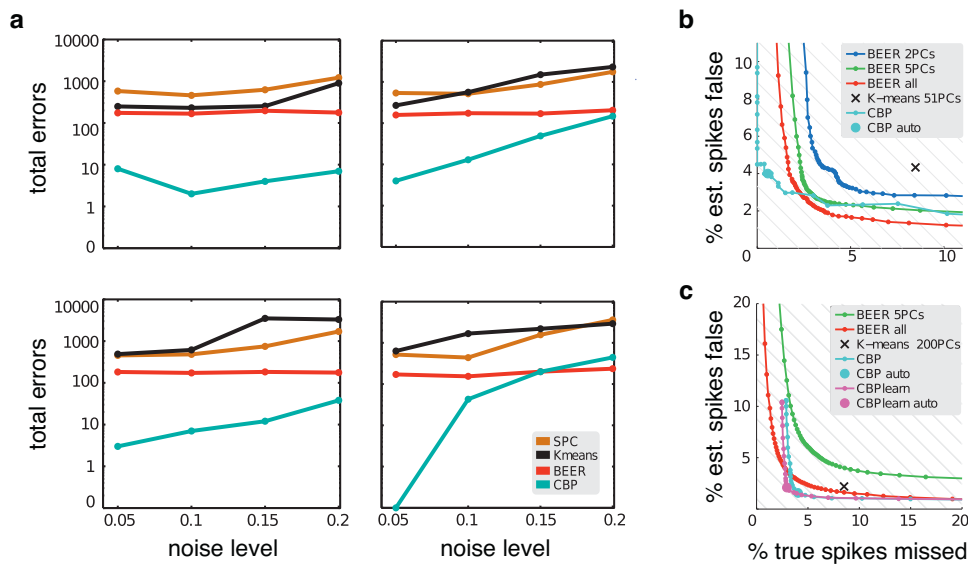 a
10000
1000
100
10
1
0
total errors
10000
1000
100
10
1
0
total errors
0.05
0.1
0.15
0.2
noise level
SPC
Kmeans
BEER
CBP
0.05
0.1
0.15
0.2
noise level
b
10
8
6
4
2
0
5
10
% est. spikes false
BEER 2PCs
BEER 5PCs
BEER all
K-means 51PCs
CBP
CBP auto
c
20
15
10
5
0
5
10
15
20
% est. spikes false
BEER 5PCs
BEER all
K-means 200PCs
CBP
CBP auto
CBPlearn
CBPlearn auto
% true spikes missed